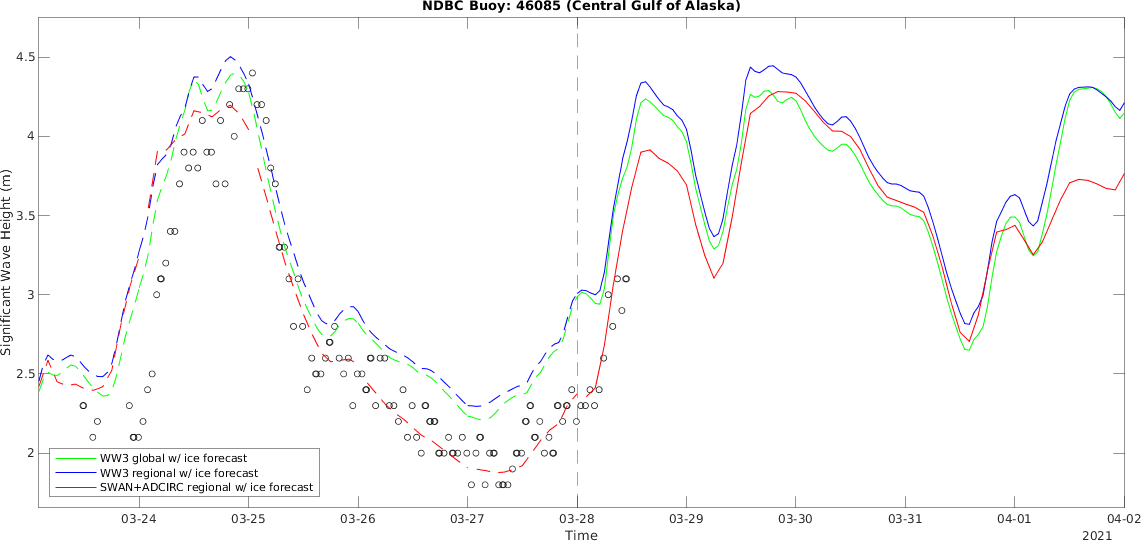 NDBC Buoy: 46085 (Central Gulf of Alaska)
Significant Wave Height (m)
4.5
4
3.5
3
2.5
2
WW3 global w/ ice forecast
WW3 regional w/ ice forecast
SWAN+ADCIRC regional w/ ice forecast
03-24 03-25 03-26 03-27 03-28 03-29 03-30 03-31 04-01 04-02
Time
2021